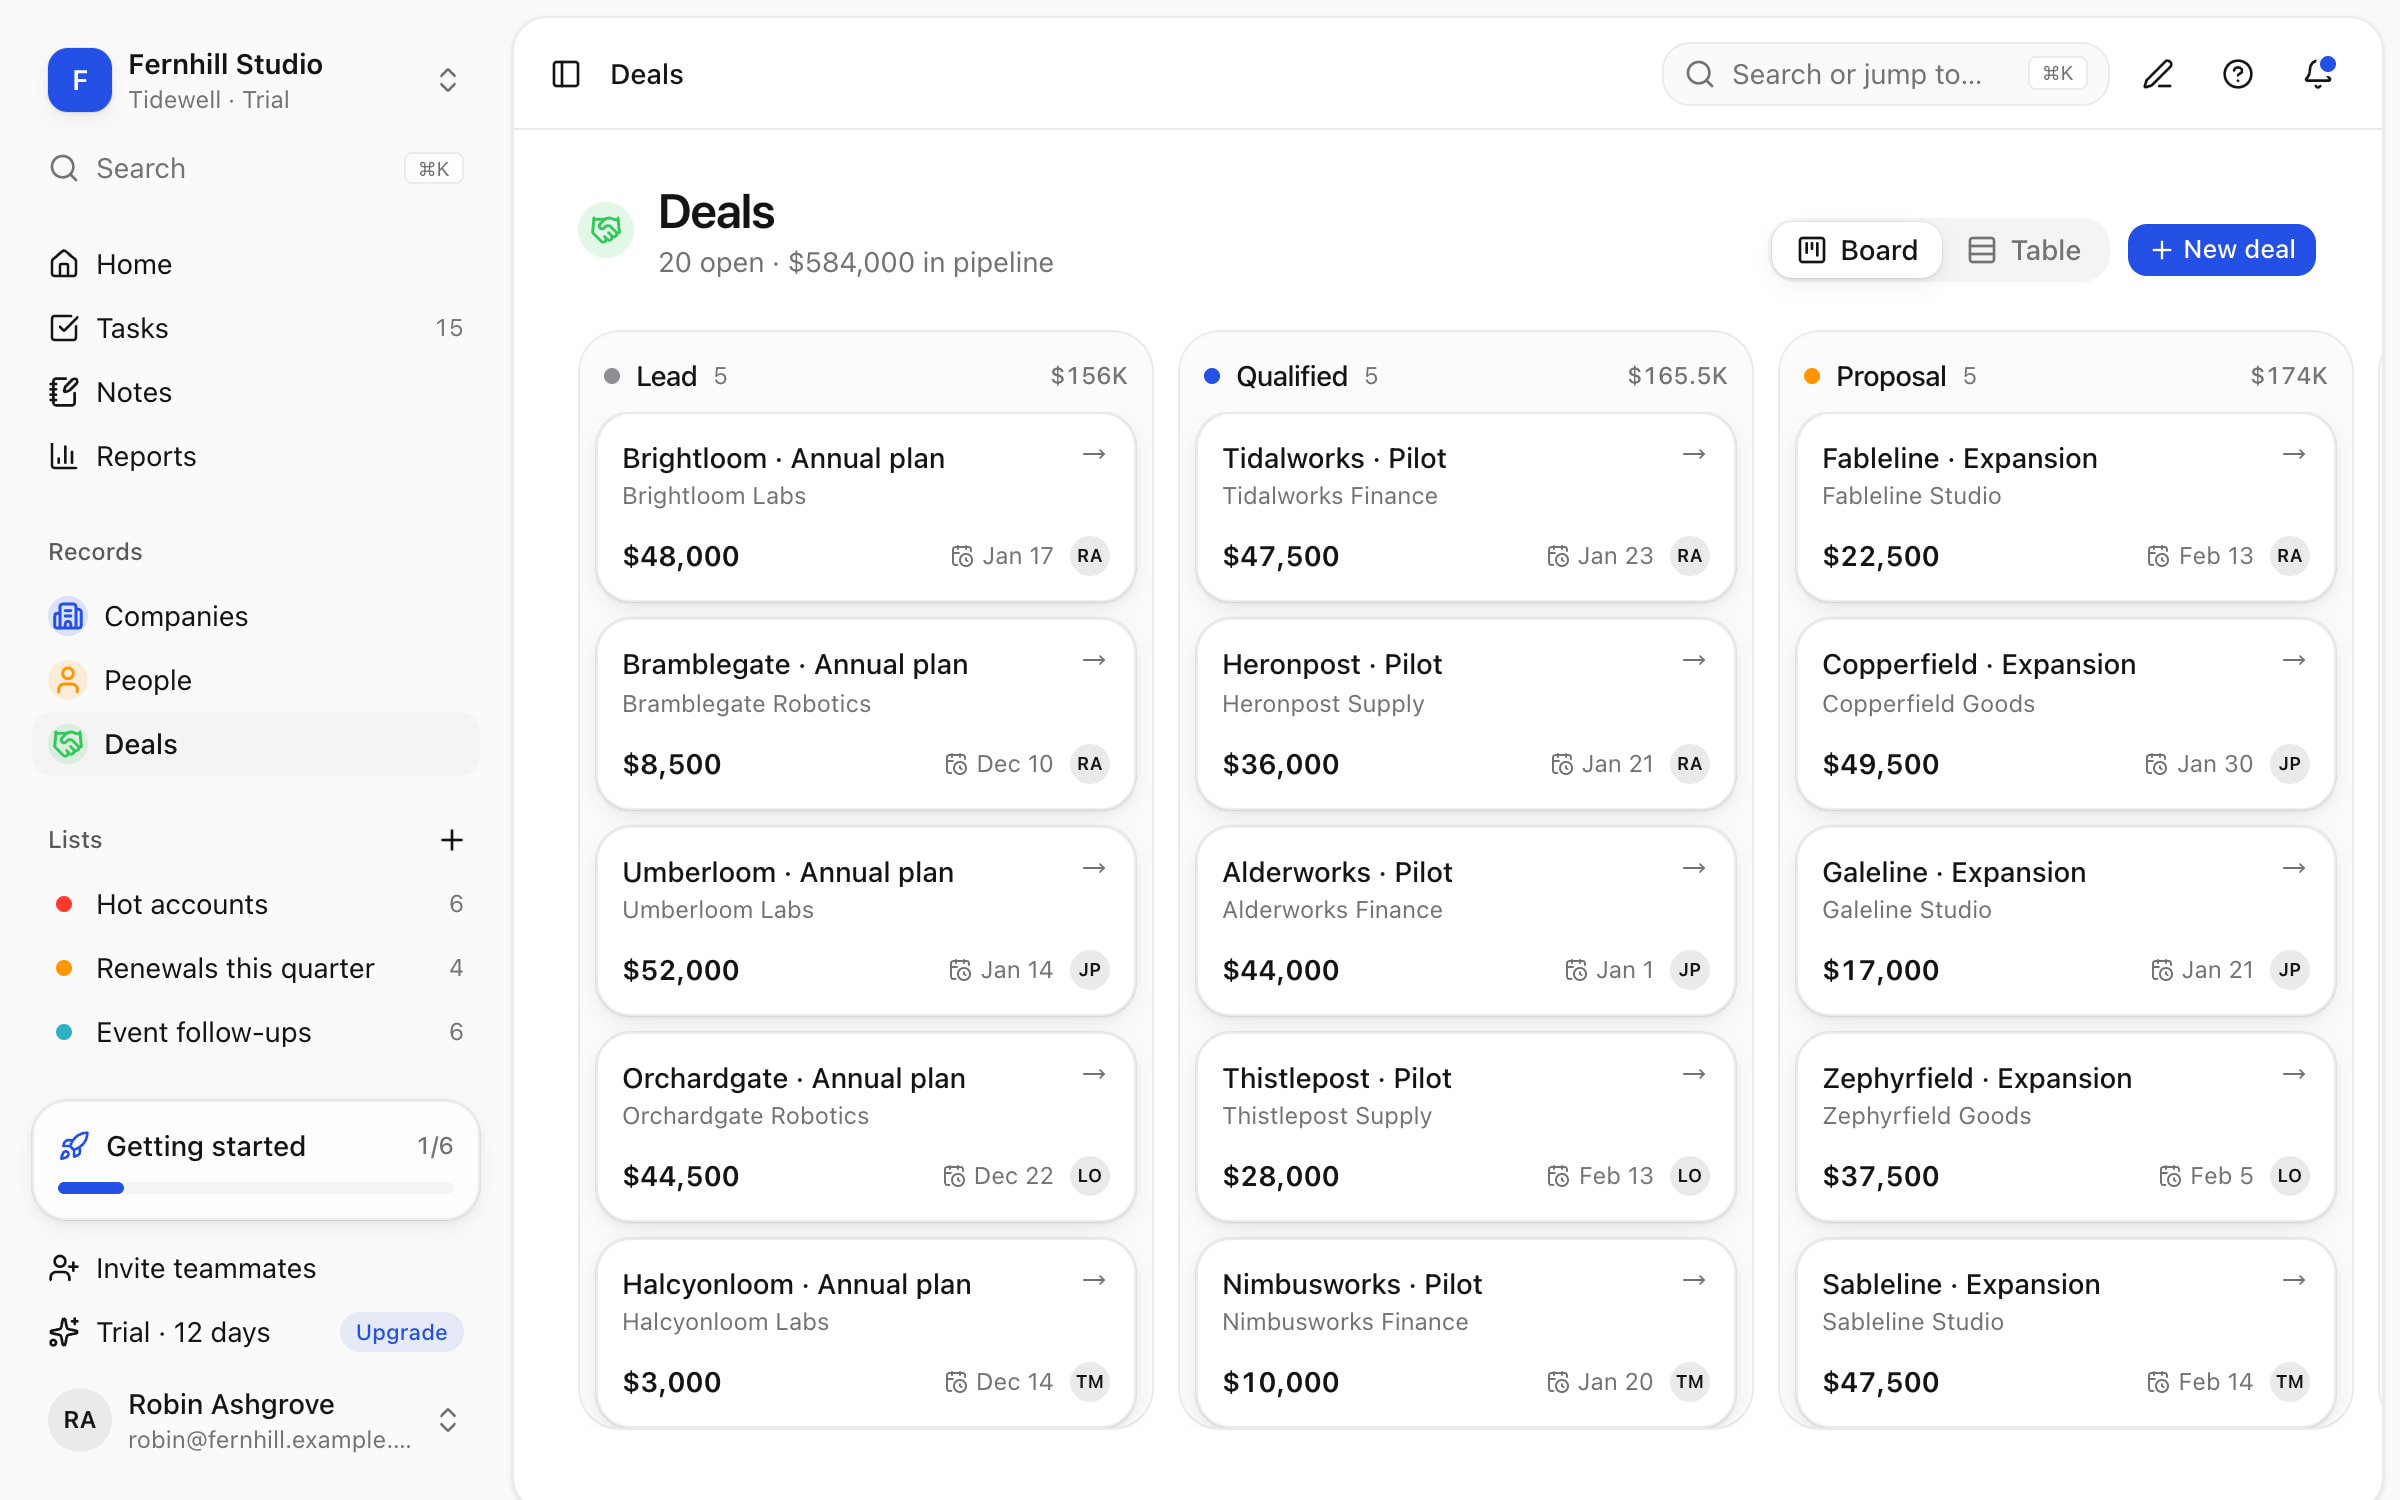 F
Fernhill Studio
Tidewell · Trial
Search ⌘K
Home
Tasks 15
Notes
Reports
Records
Companies
People
Deals
Lists
Hot accounts 6
Renewals this quarter 4
Event follow-ups 6
Getting started 1/6
Invite teammates
Trial · 12 days Upgrade
RA
Robin Ashgrove
robin@fernhill.example....
Deals
Search or jump to... ⌘K
Deals
20 open · $584,000 in pipeline
Board Table
New deal
Lead 5 $156K
Brightloom · Annual plan
Brightloom Labs
$48,000 Jan 17 RA
Bramblegate · Annual plan
Bramblegate Robotics
$8,500 Dec 10 RA
Umberloom · Annual plan
Umberloom Labs
$52,000 Jan 14 JP
Orchardgate · Annual plan
Orchardgate Robotics
$44,500 Dec 22 LO
Halcyonloom · Annual plan
Halcyonloom Labs
$3,000 Dec 14 TM
Qualified 5 $165.5K
Tidalworks · Pilot
Tidalworks Finance
$47,500 Jan 23 RA
Heronpost · Pilot
Heronpost Supply
$36,000 Jan 21 RA
Alderworks · Pilot
Alderworks Finance
$44,000 Jan 1 JP
Thistlepost · Pilot
Thistlepost Supply
$28,000 Feb 13 LO
Nimbusworks · Pilot
Nimbusworks Finance
$10,000 Jan 20 TM
Proposal 5 $174K
Fableline · Expansion
Fableline Studio
$22,500 Feb 13 RA
Copperfield · Expansion
Copperfield Goods
$49,500 Jan 30 JP
Galeline · Expansion
Galeline Studio
$17,000 Jan 21 JP
Zephyrfield · Expansion
Zephyrfield Goods
$37,500 Feb 5 LO
Sableline · Expansion
Sableline Studio
$47,500 Feb 14 TM